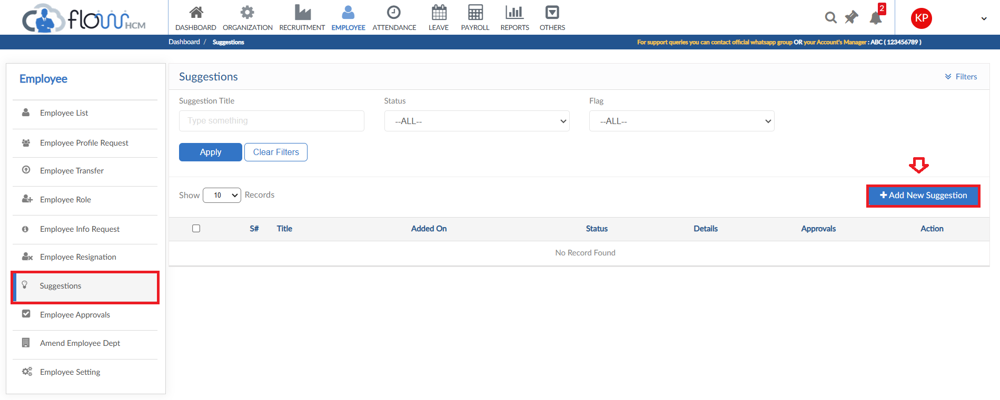 flowHCM
DASHBOARD ORGANIZATION RECRUITMENT EMPLOYEE ATTENDANCE LEAVE PAYROLL REPORTS OTHERS
2
KP
Dashboard / Suggestions
For support queries you can contact official whatsapp group OR your Account's Manager : ABC ( 123456789 )
Employee
Employee List
Employee Profile Request
Employee Transfer
Employee Role
Employee Info Request
Employee Resignation
Suggestions
Employee Approvals
Amend Employee Dept
Employee Setting
Suggestions
Filters
Suggestion Title Status Flag
Type something --ALL-- --ALL--
Apply Clear Filters
Show 10 Records
Add New Suggestion
S# Title Added On Status Details Approvals Action
No Record Found